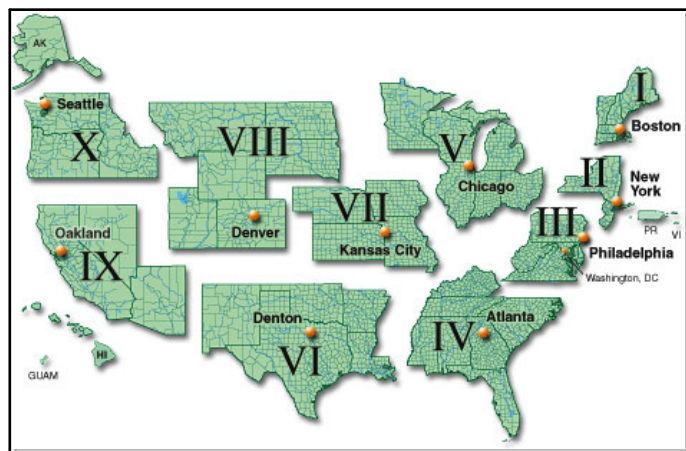 AK
Seattle
X
VIII
V
I
Boston
II
New
York
Chicago
VII
Denver
Kansas City
III
PR
VI
Philadelphia
Washington, DC
Oakland
IX
Denton
VI
IV
Atlanta
HI
GUAM